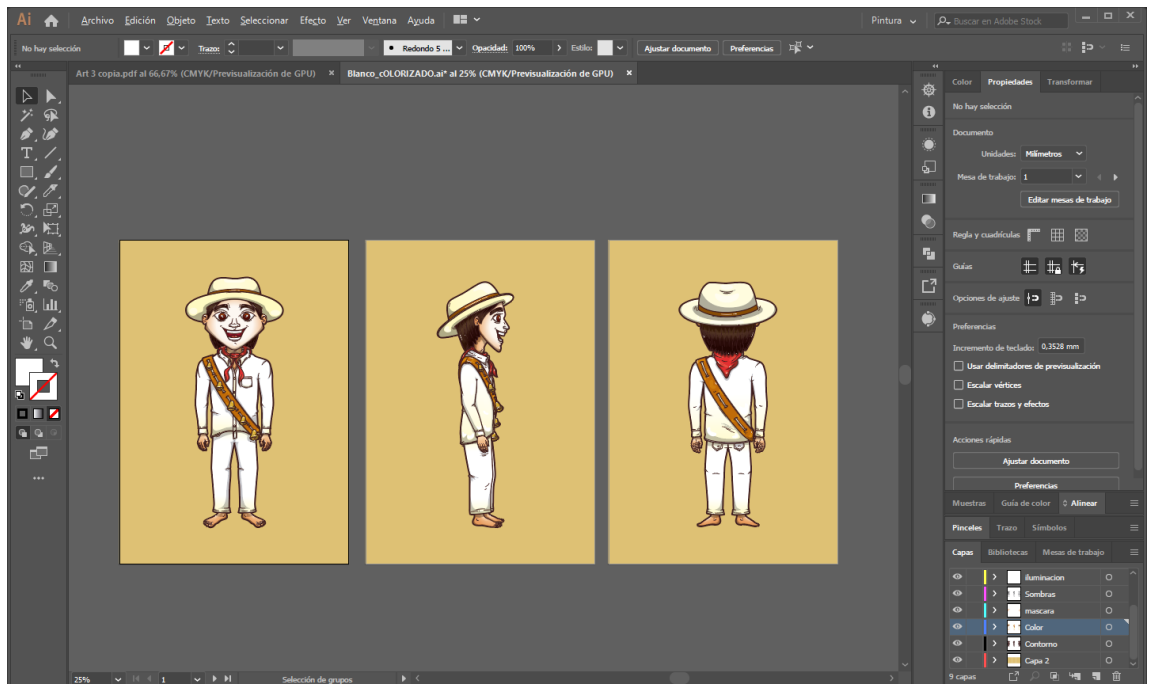 Ai Archivo Edición Objeto Texto Seleccionar Efecto Ver Ventana Ayuda Pintura Buscar en Adobe Stock
No hay selección Trazo: Redondo 5 ... Opacidad: 100% Estilo: Ajustar documento Preferencias
Art 3 copia.pdf al 66,67% (CMYK/Previsualización de GPU) × Blanco_cOLORIZADO.ai* al 25% (CMYK/Previsualización de GPU) ×
Color Propiedades Transformar
No hay selección
Documento
Unidades: Milímetros
Mesa de trabajo: 1
Editar mesas de trabajo
Regla y cuadrículas
Guías
Opciones de ajuste
Preferencias
Incremento de teclado: 0,3528 mm
Usar delimitadores de previsualización
Escalar vértices
Escalar trazos y efectos
Acciones rápidas
Ajustar documento
Preferencias
Muestras Guía de color Alinear
Pinceles Trazo Símbolos
Capas Bibliotecas Mesas de trabajo
iluminacion
Sombras
mascara
Color
Contorno
Capa 2
9 capas
25% 1 Selección de grupos